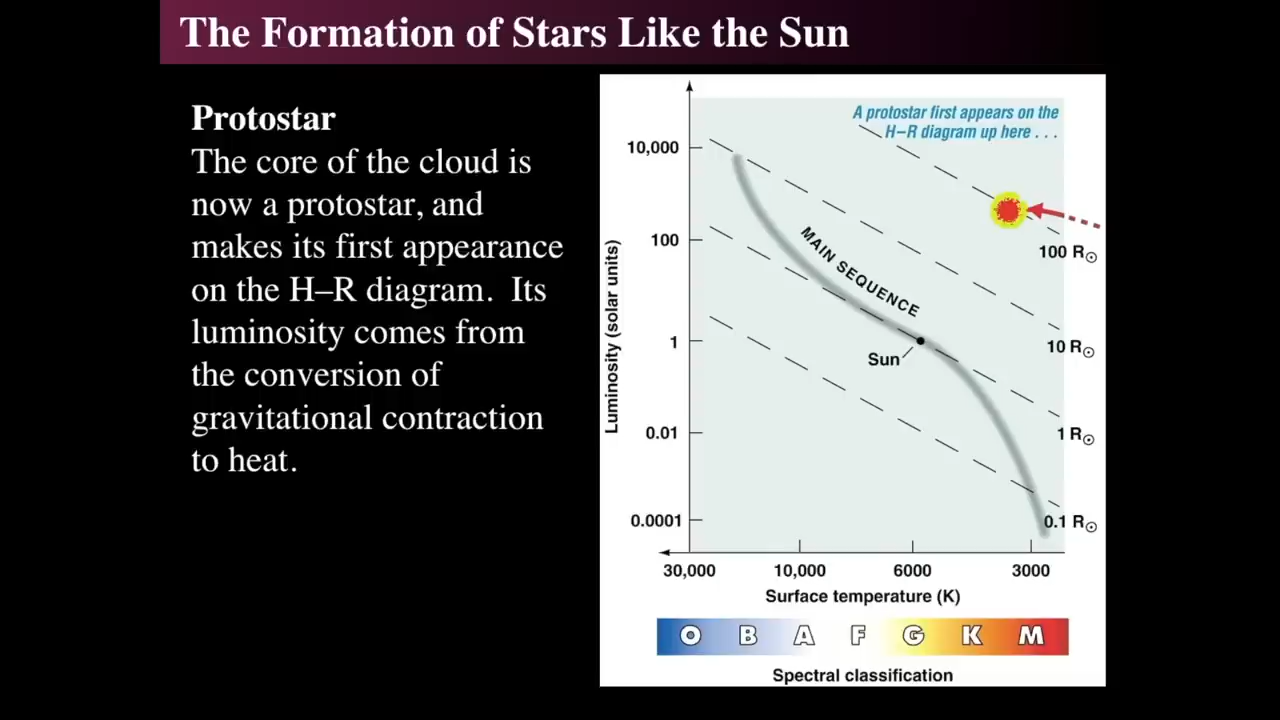 The Formation of Stars Like the Sun
Protostar
The core of the cloud is
now a protostar, and
makes its first appearance
on the H–R diagram.  Its
luminosity comes from
the conversion of
gravitational contraction
to heat.
A protostar first appears on the
H–R diagram up here . . .
10,000
100
1
0.01
0.0001
Luminosity (solar units)
MAIN SEQUENCE
Sun
100 R☉
10 R☉
1 R☉
0.1 R☉
30,000 10,000 6000 3000
Surface temperature (K)
O B A F G K M
Spectral classification